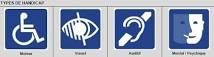 TYPES DE HANDICAP
Moteur
Visuel
Auditif
Mental / Psychique